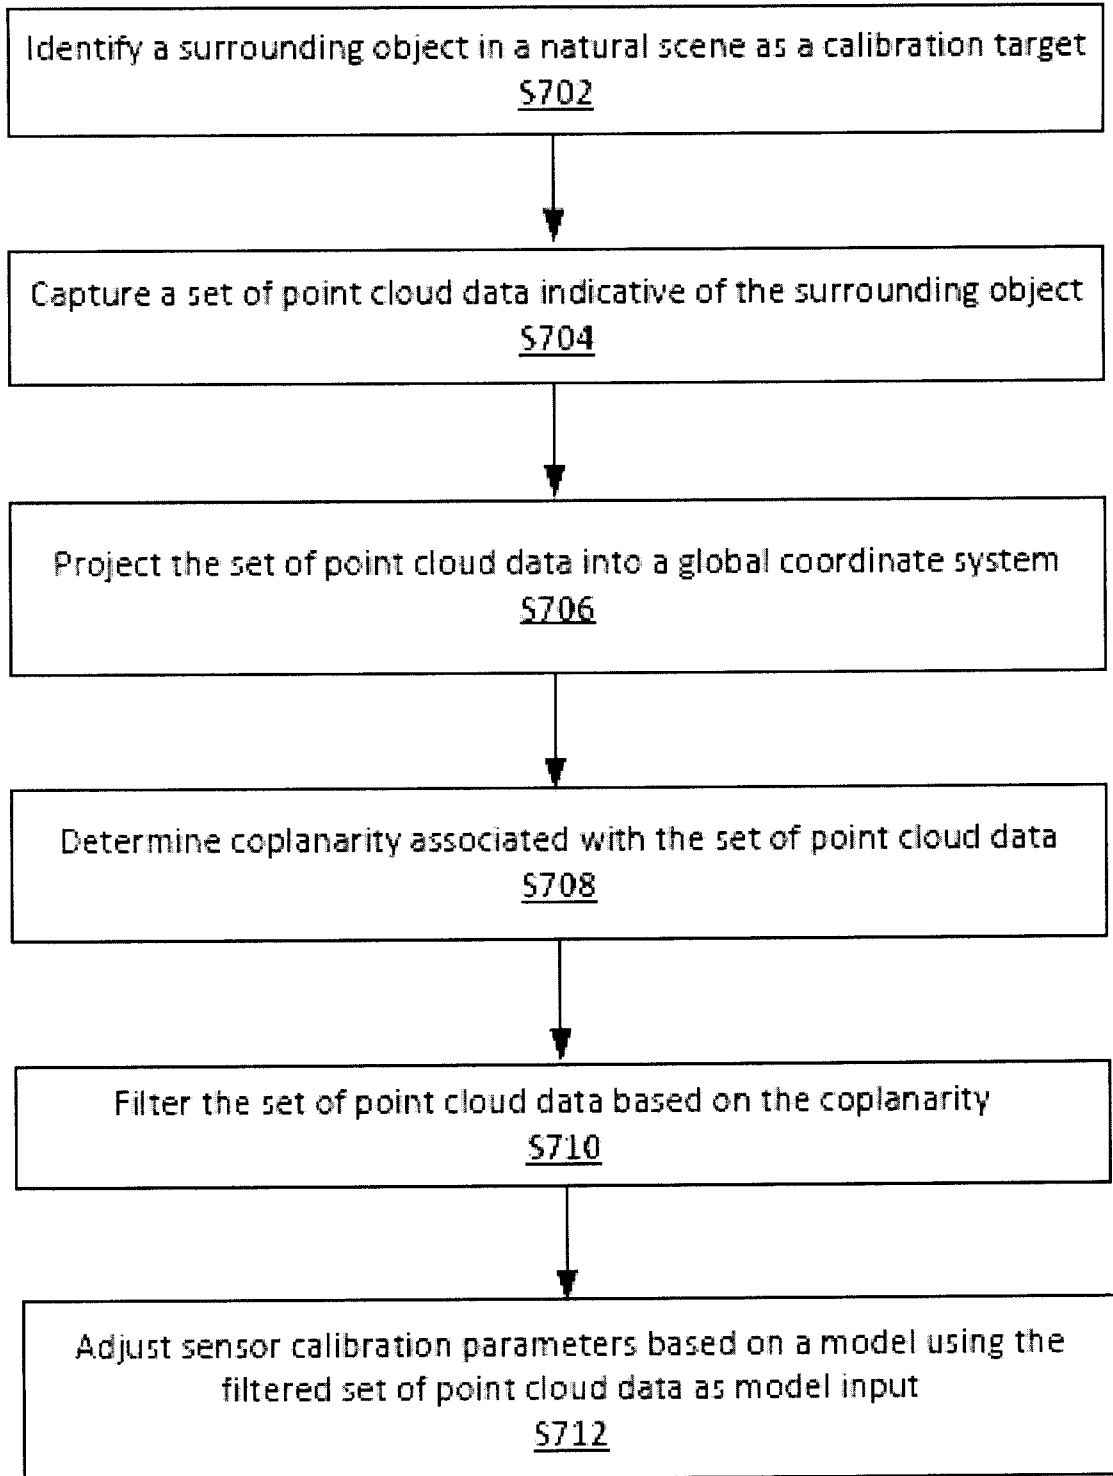 Identify a surrounding object in a natural scene as a calibration target
S702
Capture a set of point cloud data indicative of the surrounding object
S704
Project the set of point cloud data into a global coordinate system
S706
Determine coplanarity associated with the set of point cloud data
S708
Filter the set of point cloud data based on the coplanarity
S710
Adjust sensor calibration parameters based on a model using the
filtered set of point cloud data as model input
S712